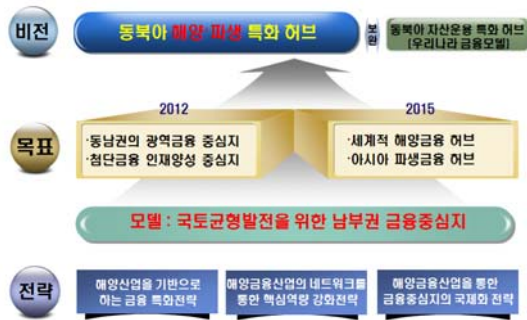 비전
동북아 해양 파생 특화 허브
보완
동북아 자산운용 특화 허브
[우리나라 금융모델]
2012
2015
목표
·동남권의 광역금융 중심지
·첨단금융 인재양성 중심지
·세계적 해양금융 허브
·아시아 파생금융 허브
모델 : 국토균형발전을 위한 남부권 금융중심지
전략
해양산업을 기반으로
하는 금융 특화전략
해양금융산업의 네트워크를
통한 핵심역량 강화전략
해양금융산업을 통한
금융중심지의 국제화 전략